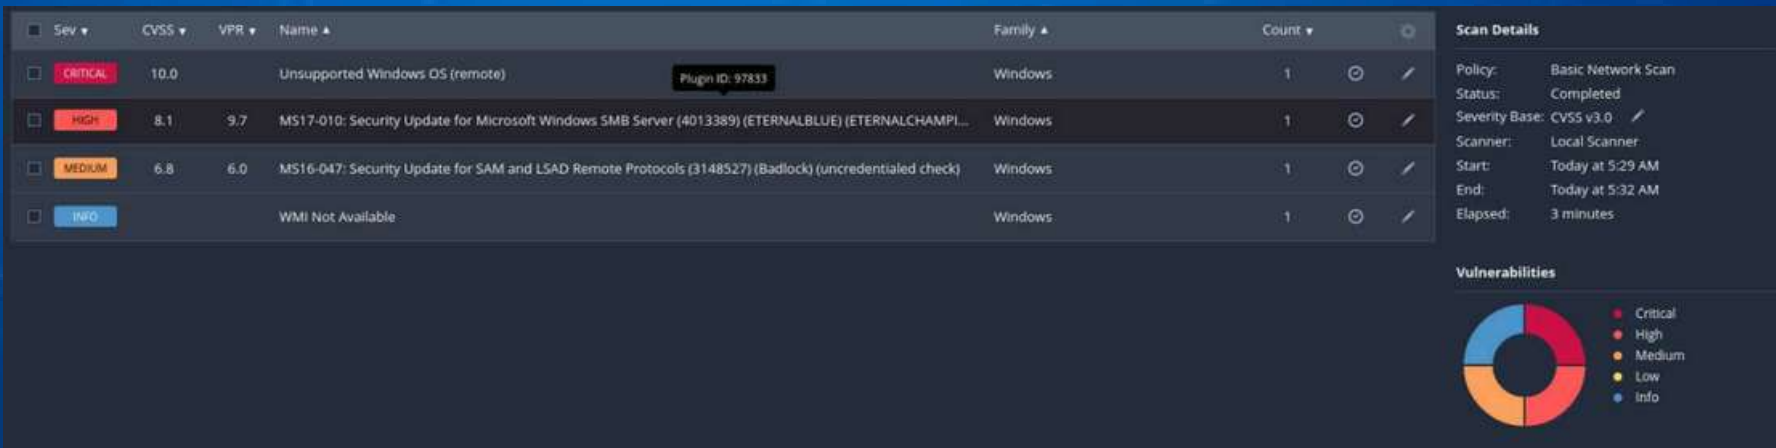 Sev CVSS VPR Name Family Count
CRITICAL 10.0 Unsupported Windows OS (remote) Windows 1
Plugin ID: 97833
HIGH 8.1 9.7 MS17-010: Security Update for Microsoft Windows SMB Server (4013389) (ETERNALBLUE) (ETERNALCHAMPI... Windows 1
MEDIUM 6.8 6.0 MS16-047: Security Update for SAM and LSAD Remote Protocols (3148527) (Badlock) (uncredentialed check) Windows 1
INFO WMI Not Available Windows 1
Scan Details
Policy: Basic Network Scan
Status: Completed
Severity Base: CVSS v3.0
Scanner: Local Scanner
Start: Today at 5:29 AM
End: Today at 5:32 AM
Elapsed: 3 minutes
Vulnerabilities
Critical
High
Medium
Low
Info